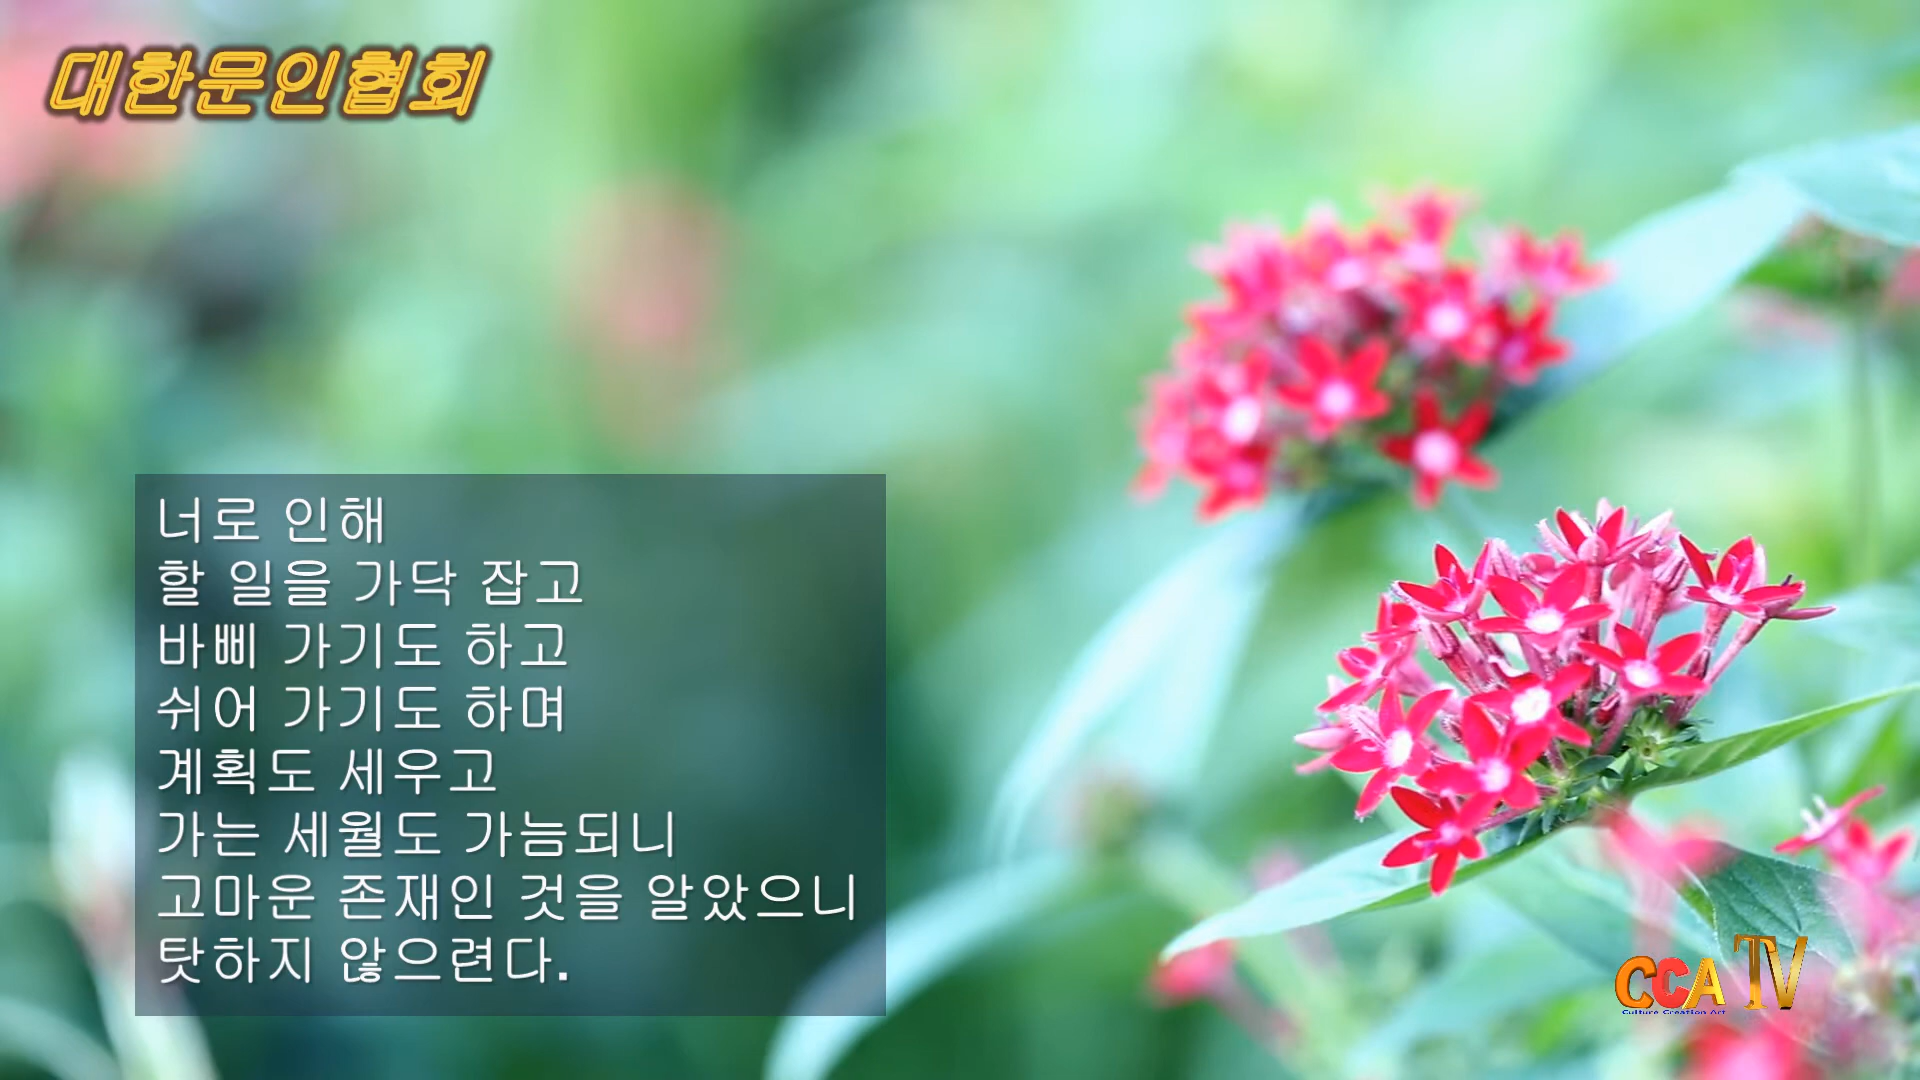 대한문인협회
너로 인해
할 일을 가닥 잡고
바삐 가기도 하고
쉬어 가기도 하며
계획도 세우고
가는 세월도 가늠되니
고마운 존재인 것을 알았으니
탓하지 않으련다.
CCA TV
Culture Creation Art